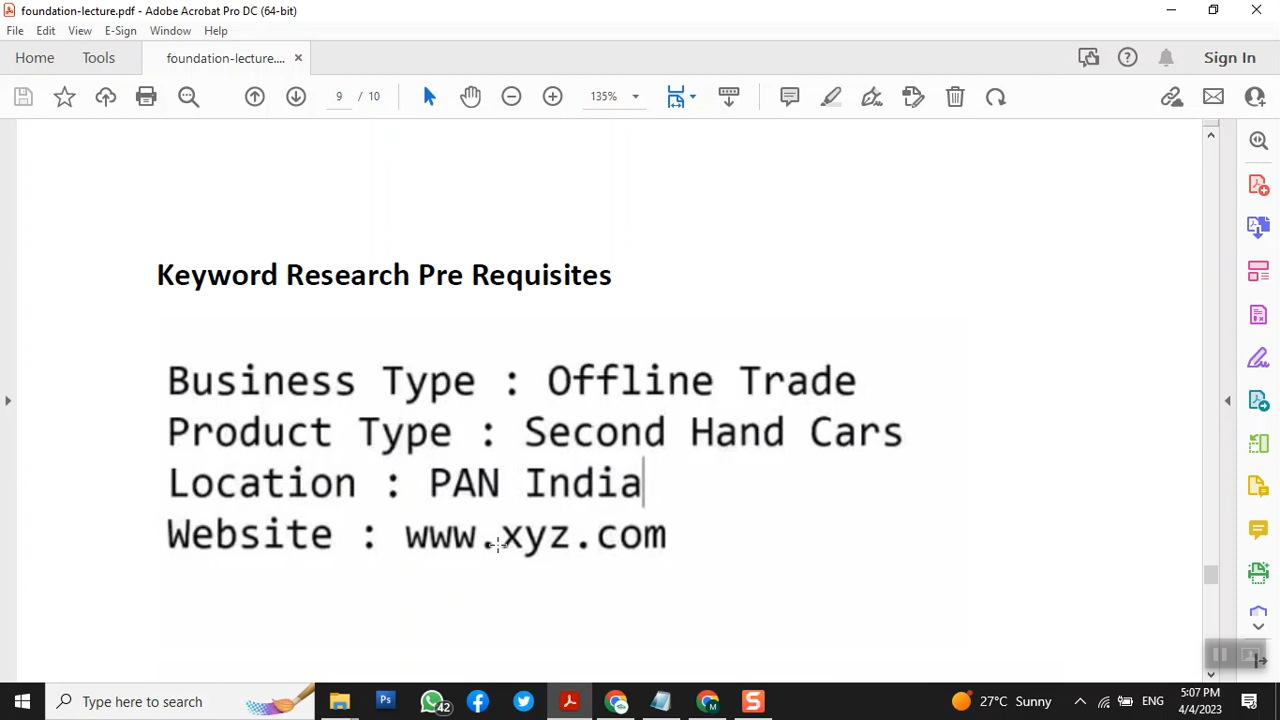 foundation-lecture.pdf - Adobe Acrobat Pro DC (64-bit)
File Edit View E-Sign Window Help
Home Tools foundation-lecture.... Sign In
9 / 10 135%
Keyword Research Pre Requisites
Business Type : Offline Trade
Product Type : Second Hand Cars
Location : PAN India
Website : www.xyz.com
Type here to search Ps 42 M S 27°C Sunny ENG 5:07 PM
4/4/2023